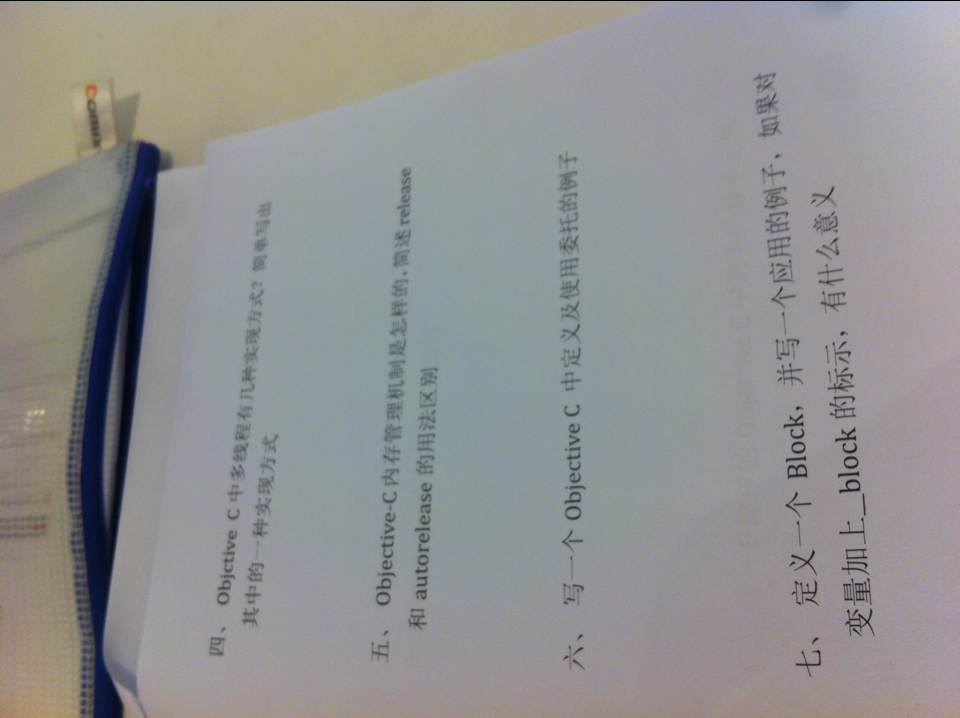 四、 Objctive C 中多线程有几种实现方式？简单写出
其中的一种实现方式
五、 Objective-C 内存管理机制是怎样的,简述 release
和 autorelease 的用法区别
六、 写一个 Objective C 中定义及使用委托的例子
七、 定义一个 Block，并写一个应用的例子，如果对
变量加上__block 的标示，有什么意义